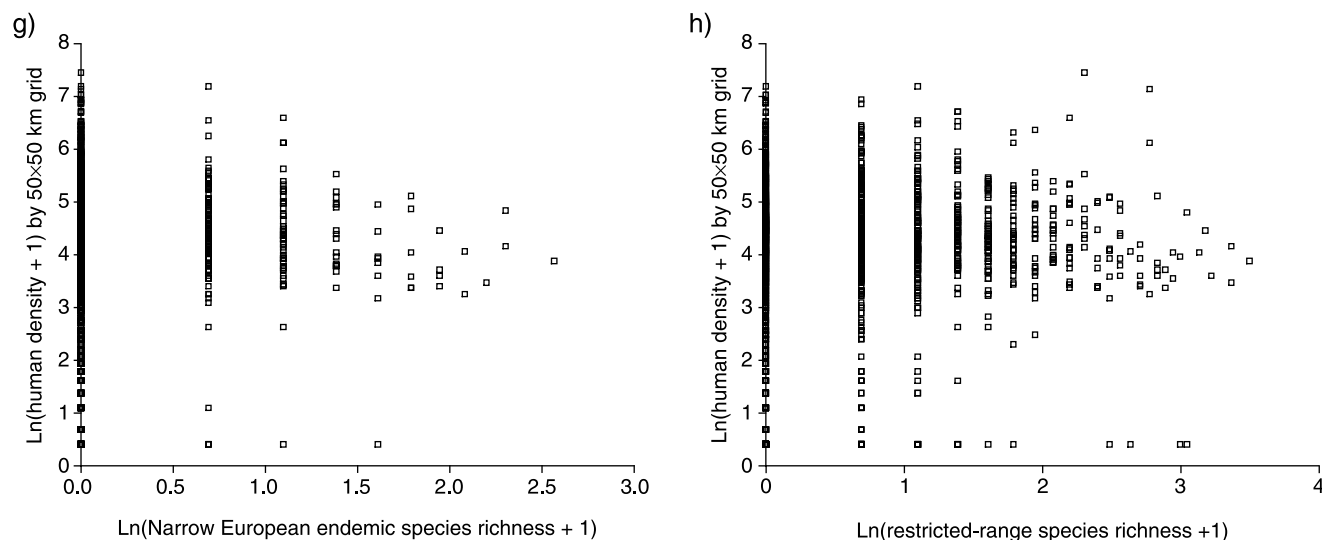 g)
Ln(human density + 1) by 50×50 km grid
8
7
6
5
4
3
2
1
0
0.0 0.5 1.0 1.5 2.0 2.5 3.0
Ln(Narrow European endemic species richness + 1)
h)
Ln(human density + 1) by 50×50 km grid
8
7
6
5
4
3
2
1
0
0 1 2 3 4
Ln(restricted-range species richness +1)